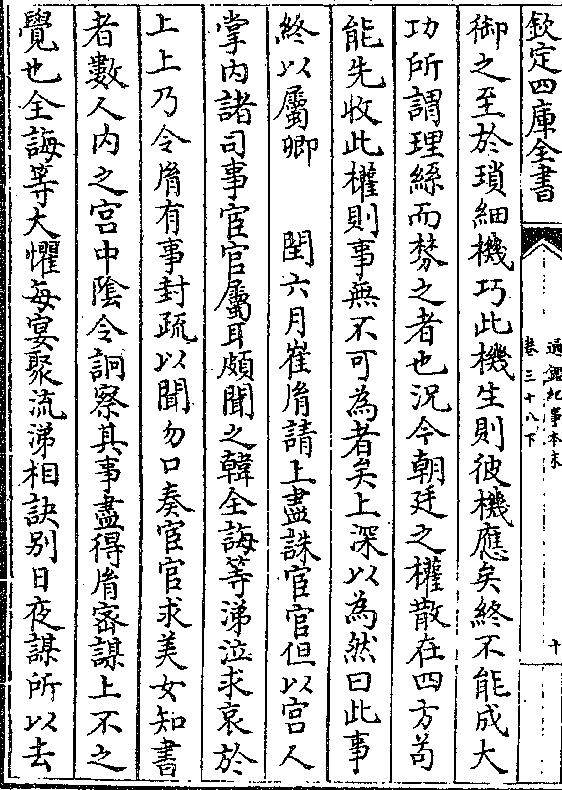 欽定四庫全書
通鑑紀事本末
卷三十八下
十
御之至於瑣細機巧此機生則彼機應矣終不能成大
功所謂理絲而棼之者也況今朝廷之權散在四方苟
能先收此權則事無不可為者矣上深以為然曰此事
終以屬卿　閏六月崔胤請上盡誅宦官但以宮人
掌内諸司事宦官屬耳頗聞之韓全誨等涕泣求哀於
上上乃令胤有事封疏以聞勿口奏宦官求美女知書
者數人内之宮中陰令詗察其事盡得胤密謀上不之
覺也全誨等大懼每宴聚流涕相訣别日夜謀所以去